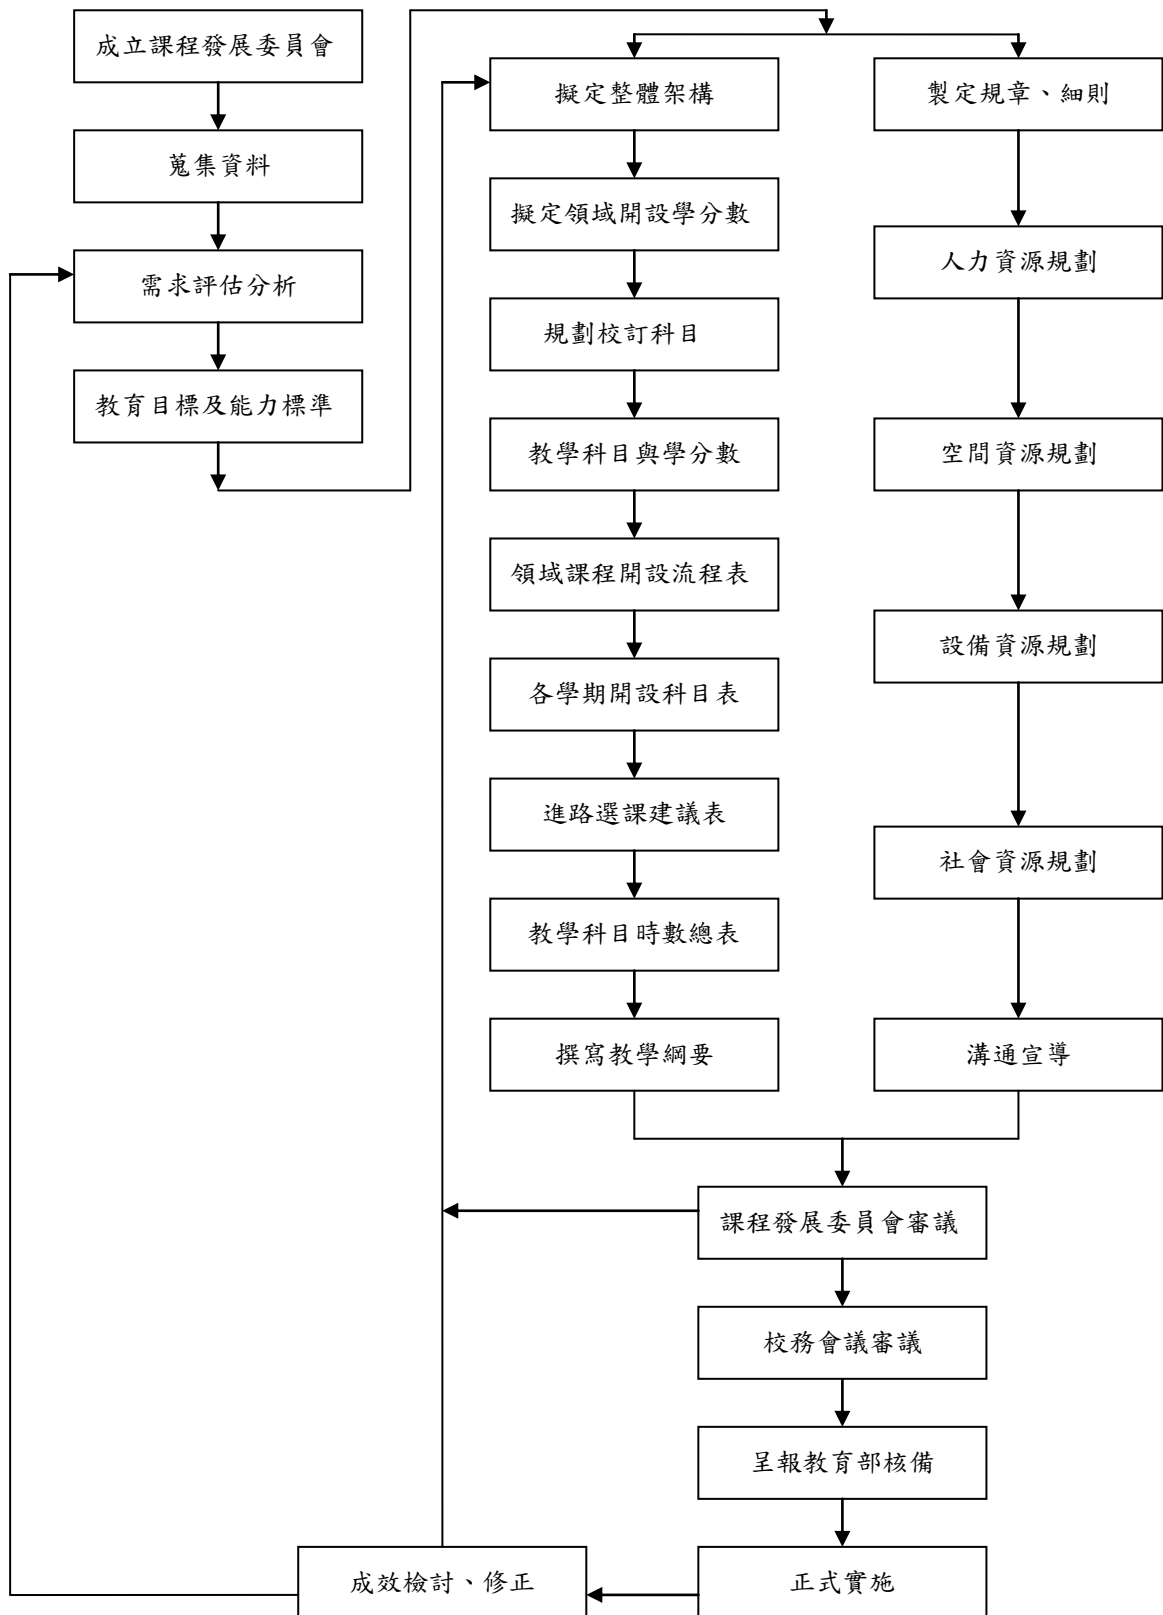 成立課程發展委員會
蒐集資料
需求評估分析
教育目標及能力標準
擬定整體架構
擬定領域開設學分數
規劃校訂科目
教學科目與學分數
領域課程開設流程表
各學期開設科目表
進路選課建議表
教學科目時數總表
撰寫教學綱要
製定規章、細則
人力資源規劃
空間資源規劃
設備資源規劃
社會資源規劃
溝通宣導
課程發展委員會審議
校務會議審議
呈報教育部核備
正式實施
成效檢討、修正